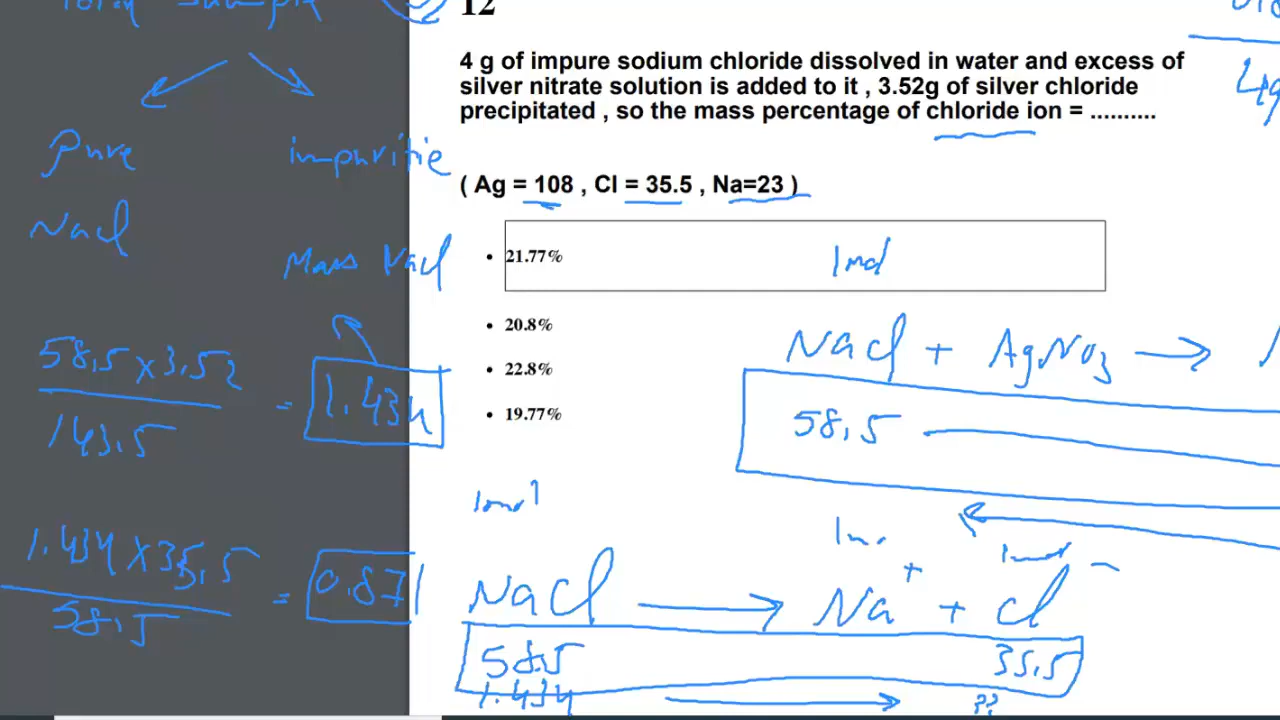 Total sample
12
4 g of impure sodium chloride dissolved in water and excess of
silver nitrate solution is added to it , 3.52g of silver chloride
precipitated , so the mass percentage of chloride ion = ..........
( Ag = 108 , Cl = 35.5 , Na=23 )
• 21.77%
• 20.8%
• 22.8%
• 19.77%
Pure
NaCl
impuritie
Mass NaCl
58.5 x 3.52
143.5
= 1.434
1.434 x 35.5
58.5
= 0.871
1mol
NaCl + AgNO3 →
58.5
1mol
NaCl → Na+ + Cl−
58.5 35.5
1.434 → ??
4g